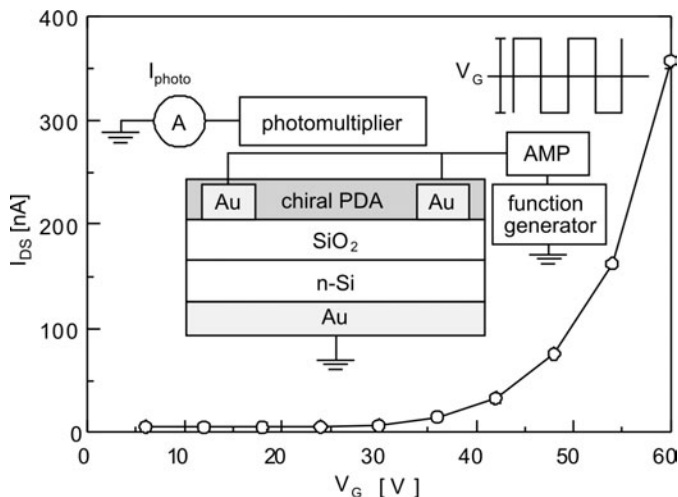 400
300
200
100
0
I_DS [nA]
I_photo
A
photomultiplier
V_G
AMP
function
generator
Au
chiral PDA
Au
SiO₂
n-Si
Au
0 10 20 30 40 50 60
V_G [V]